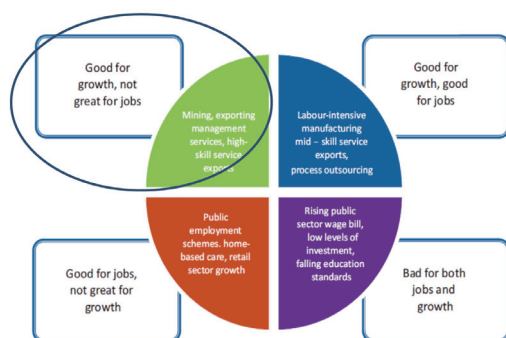 Good for
growth, not
great for jobs
Good for
growth, good
for jobs
Mining, exporting
management
services, high-
skill service
exports
Labour-intensive
manufacturing
mid – skill service
exports,
process outsourcing
Public
employment
schemes. home-
based care, retail
sector growth
Rising public
sector wage bill,
low levels of
investment,
falling education
standards
Good for jobs,
not great for
growth
Bad for both
jobs and
growth